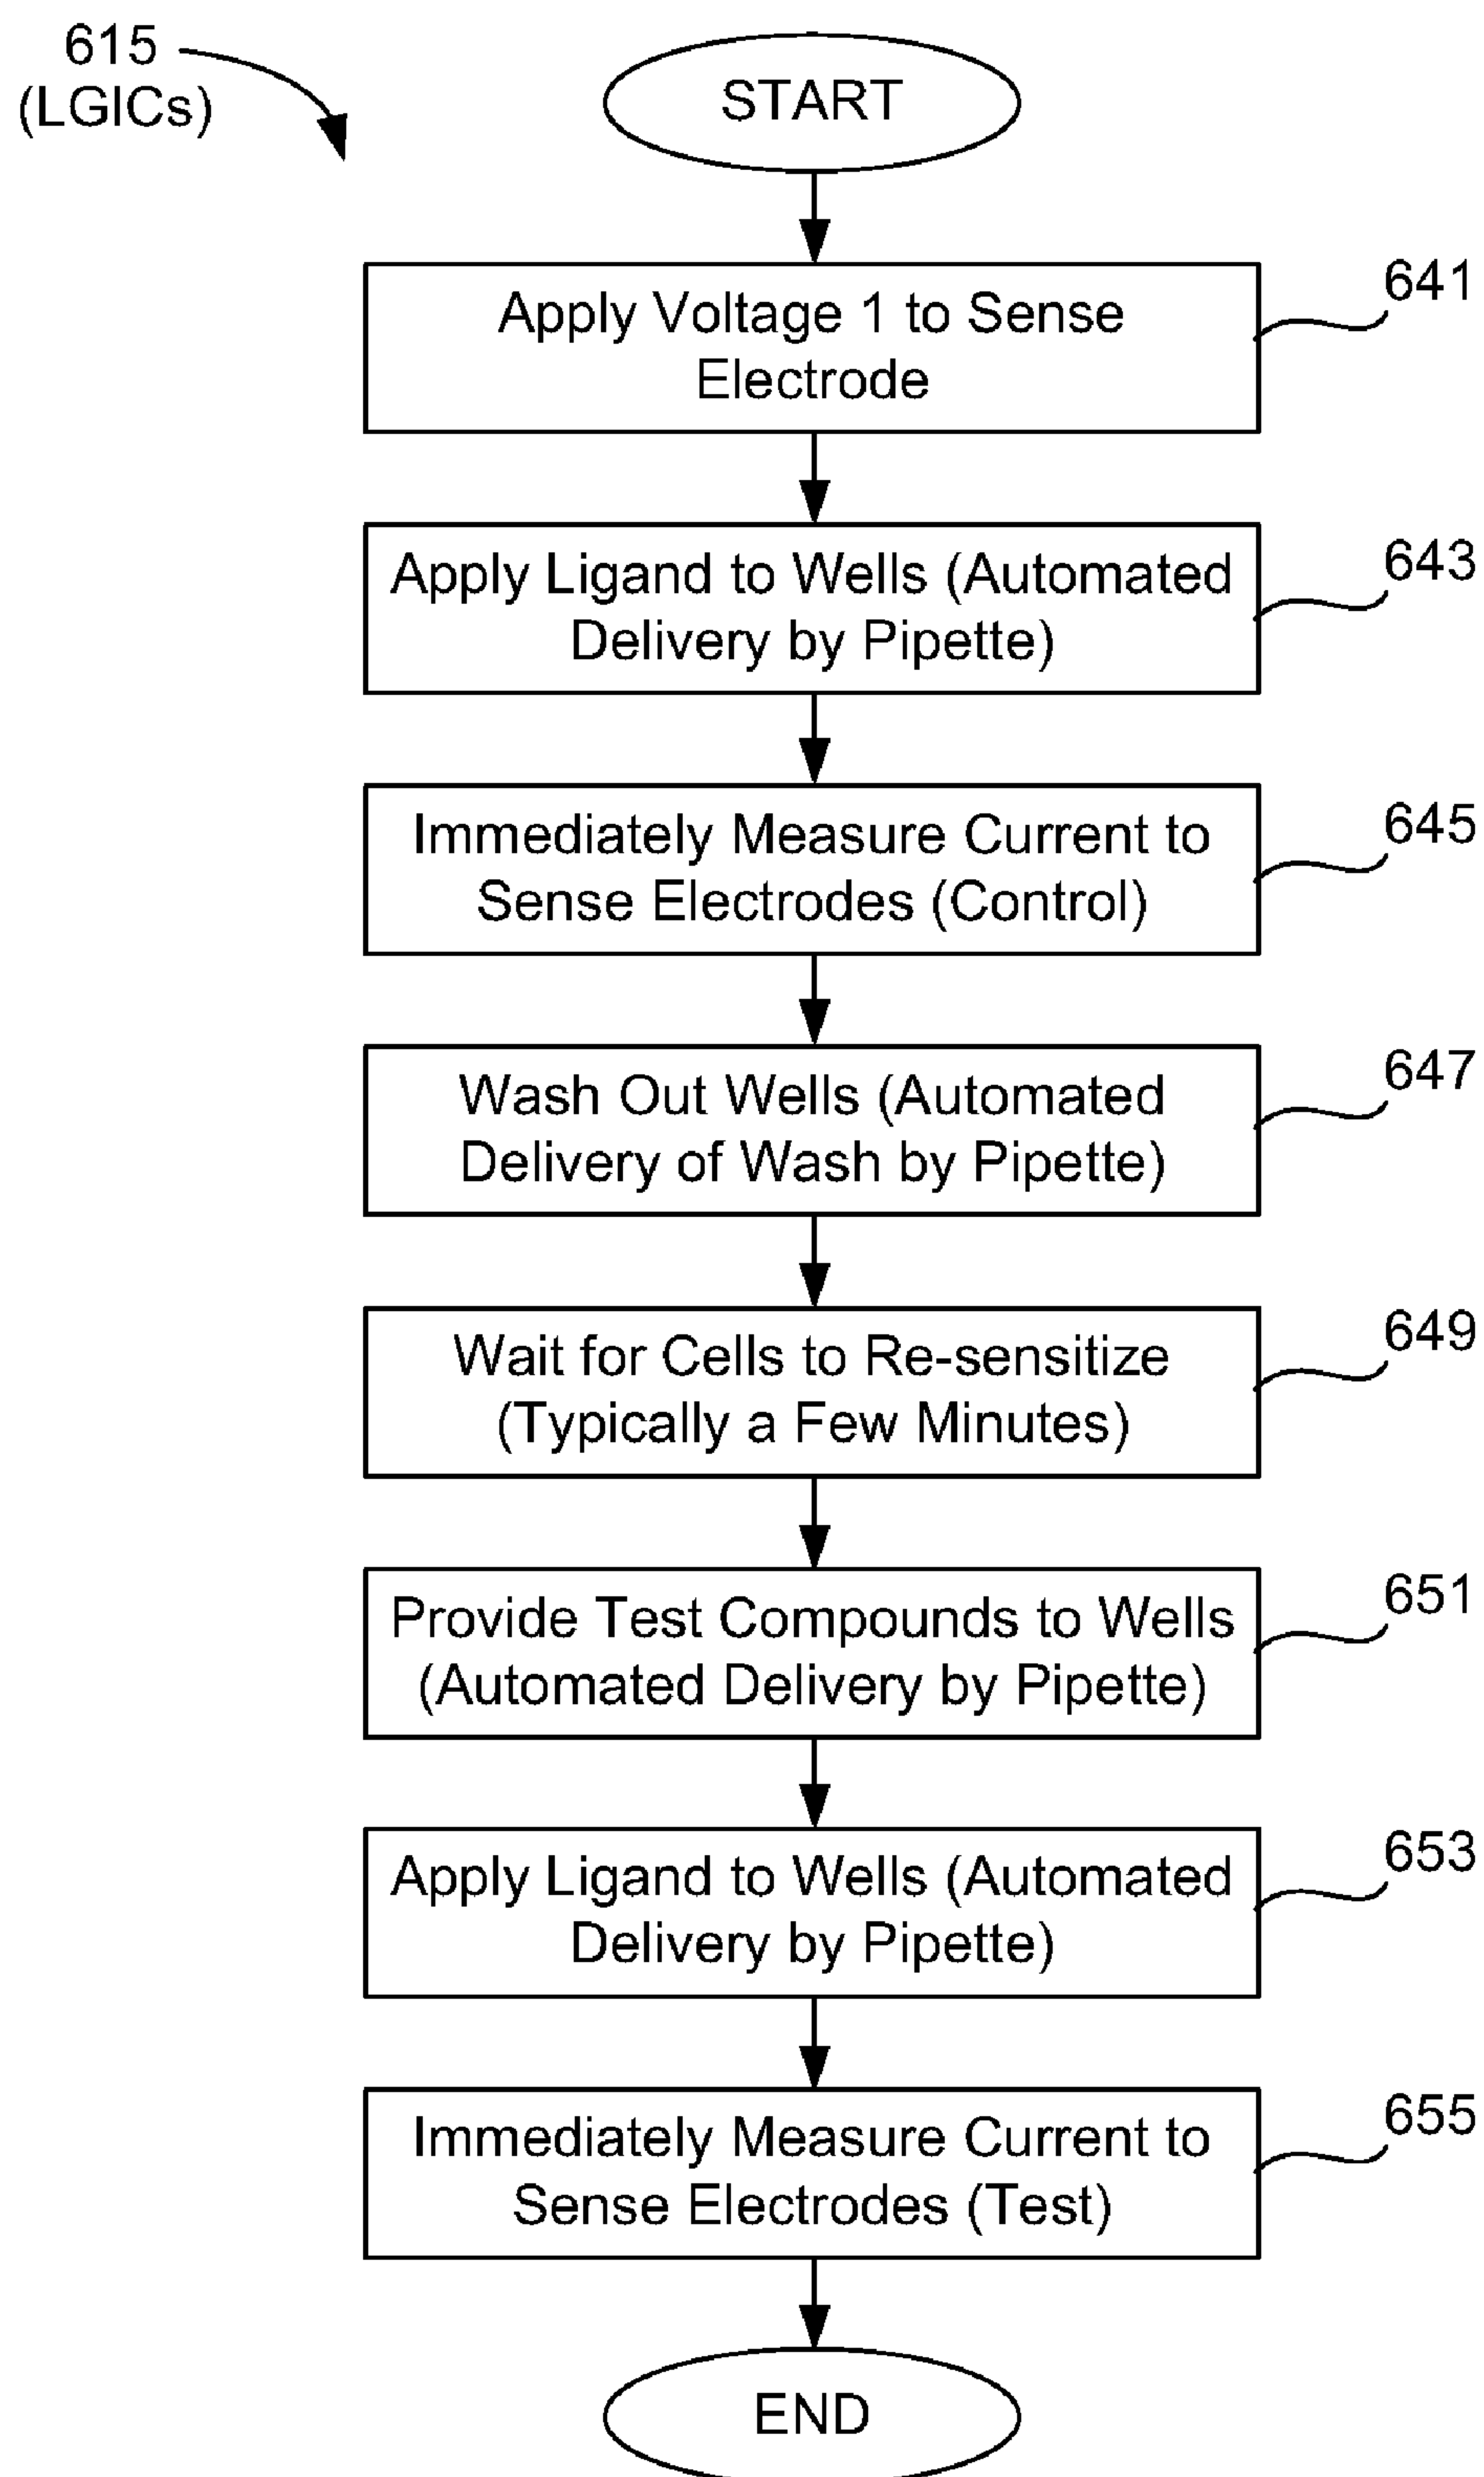 615
(LGICs)
START
Apply Voltage 1 to Sense
Electrode
641
Apply Ligand to Wells (Automated
Delivery by Pipette)
643
Immediately Measure Current to
Sense Electrodes (Control)
645
Wash Out Wells (Automated
Delivery of Wash by Pipette)
647
Wait for Cells to Re-sensitize
(Typically a Few Minutes)
649
Provide Test Compounds to Wells
(Automated Delivery by Pipette)
651
Apply Ligand to Wells (Automated
Delivery by Pipette)
653
Immediately Measure Current to
Sense Electrodes (Test)
655
END